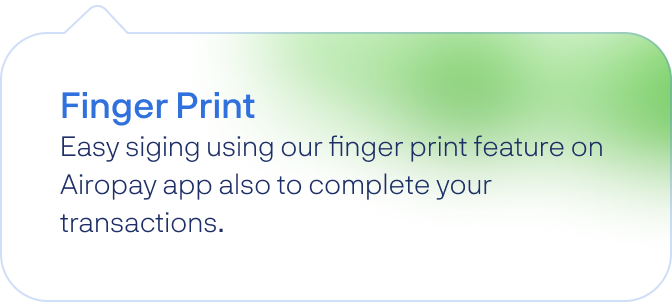 Finger Print
Easy siging using our finger print feature on
Airopay app also to complete your
transactions.